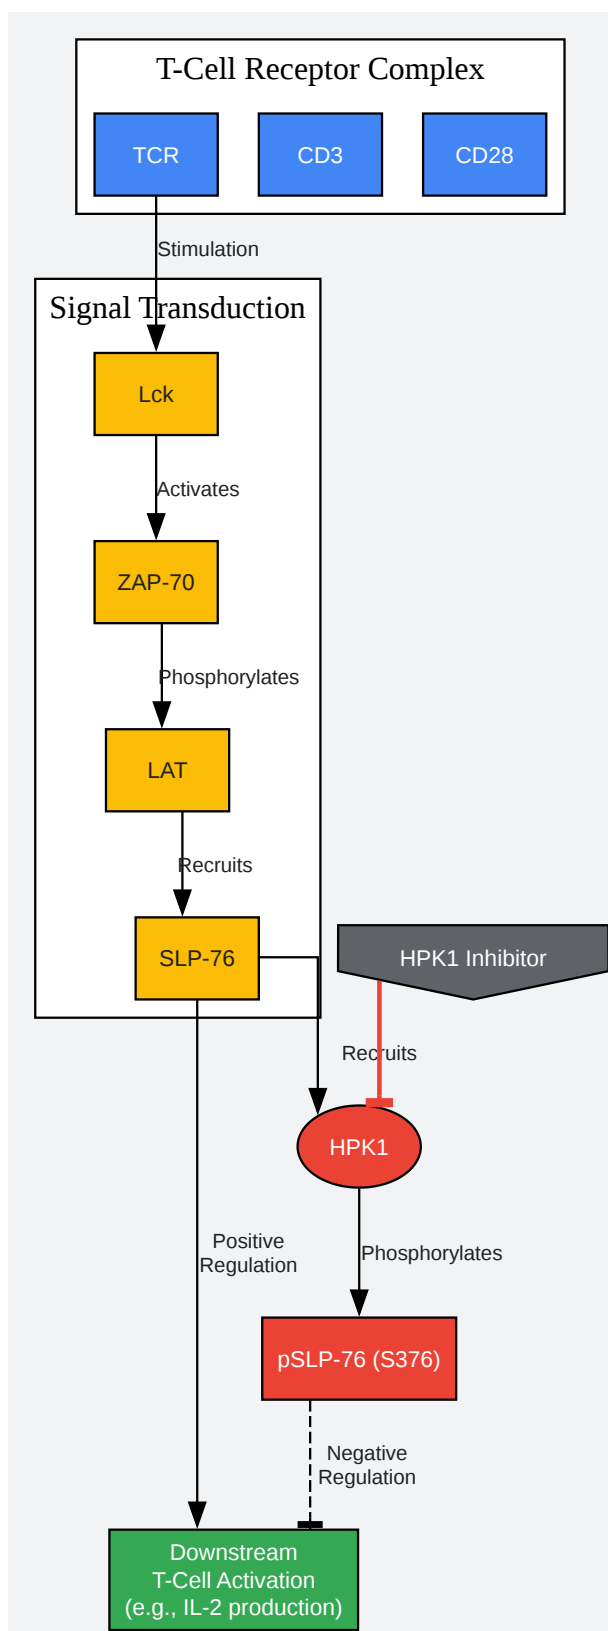 T-Cell Receptor Complex
TCR
CD3
CD28
Stimulation
Signal Transduction
Lck
Activates
ZAP-70
Phosphorylates
LAT
Recruits
SLP-76
HPK1 Inhibitor
Recruits
HPK1
Positive
Regulation
Phosphorylates
pSLP-76 (S376)
Negative
Regulation
Downstream
T-Cell Activation
(e.g., IL-2 production)